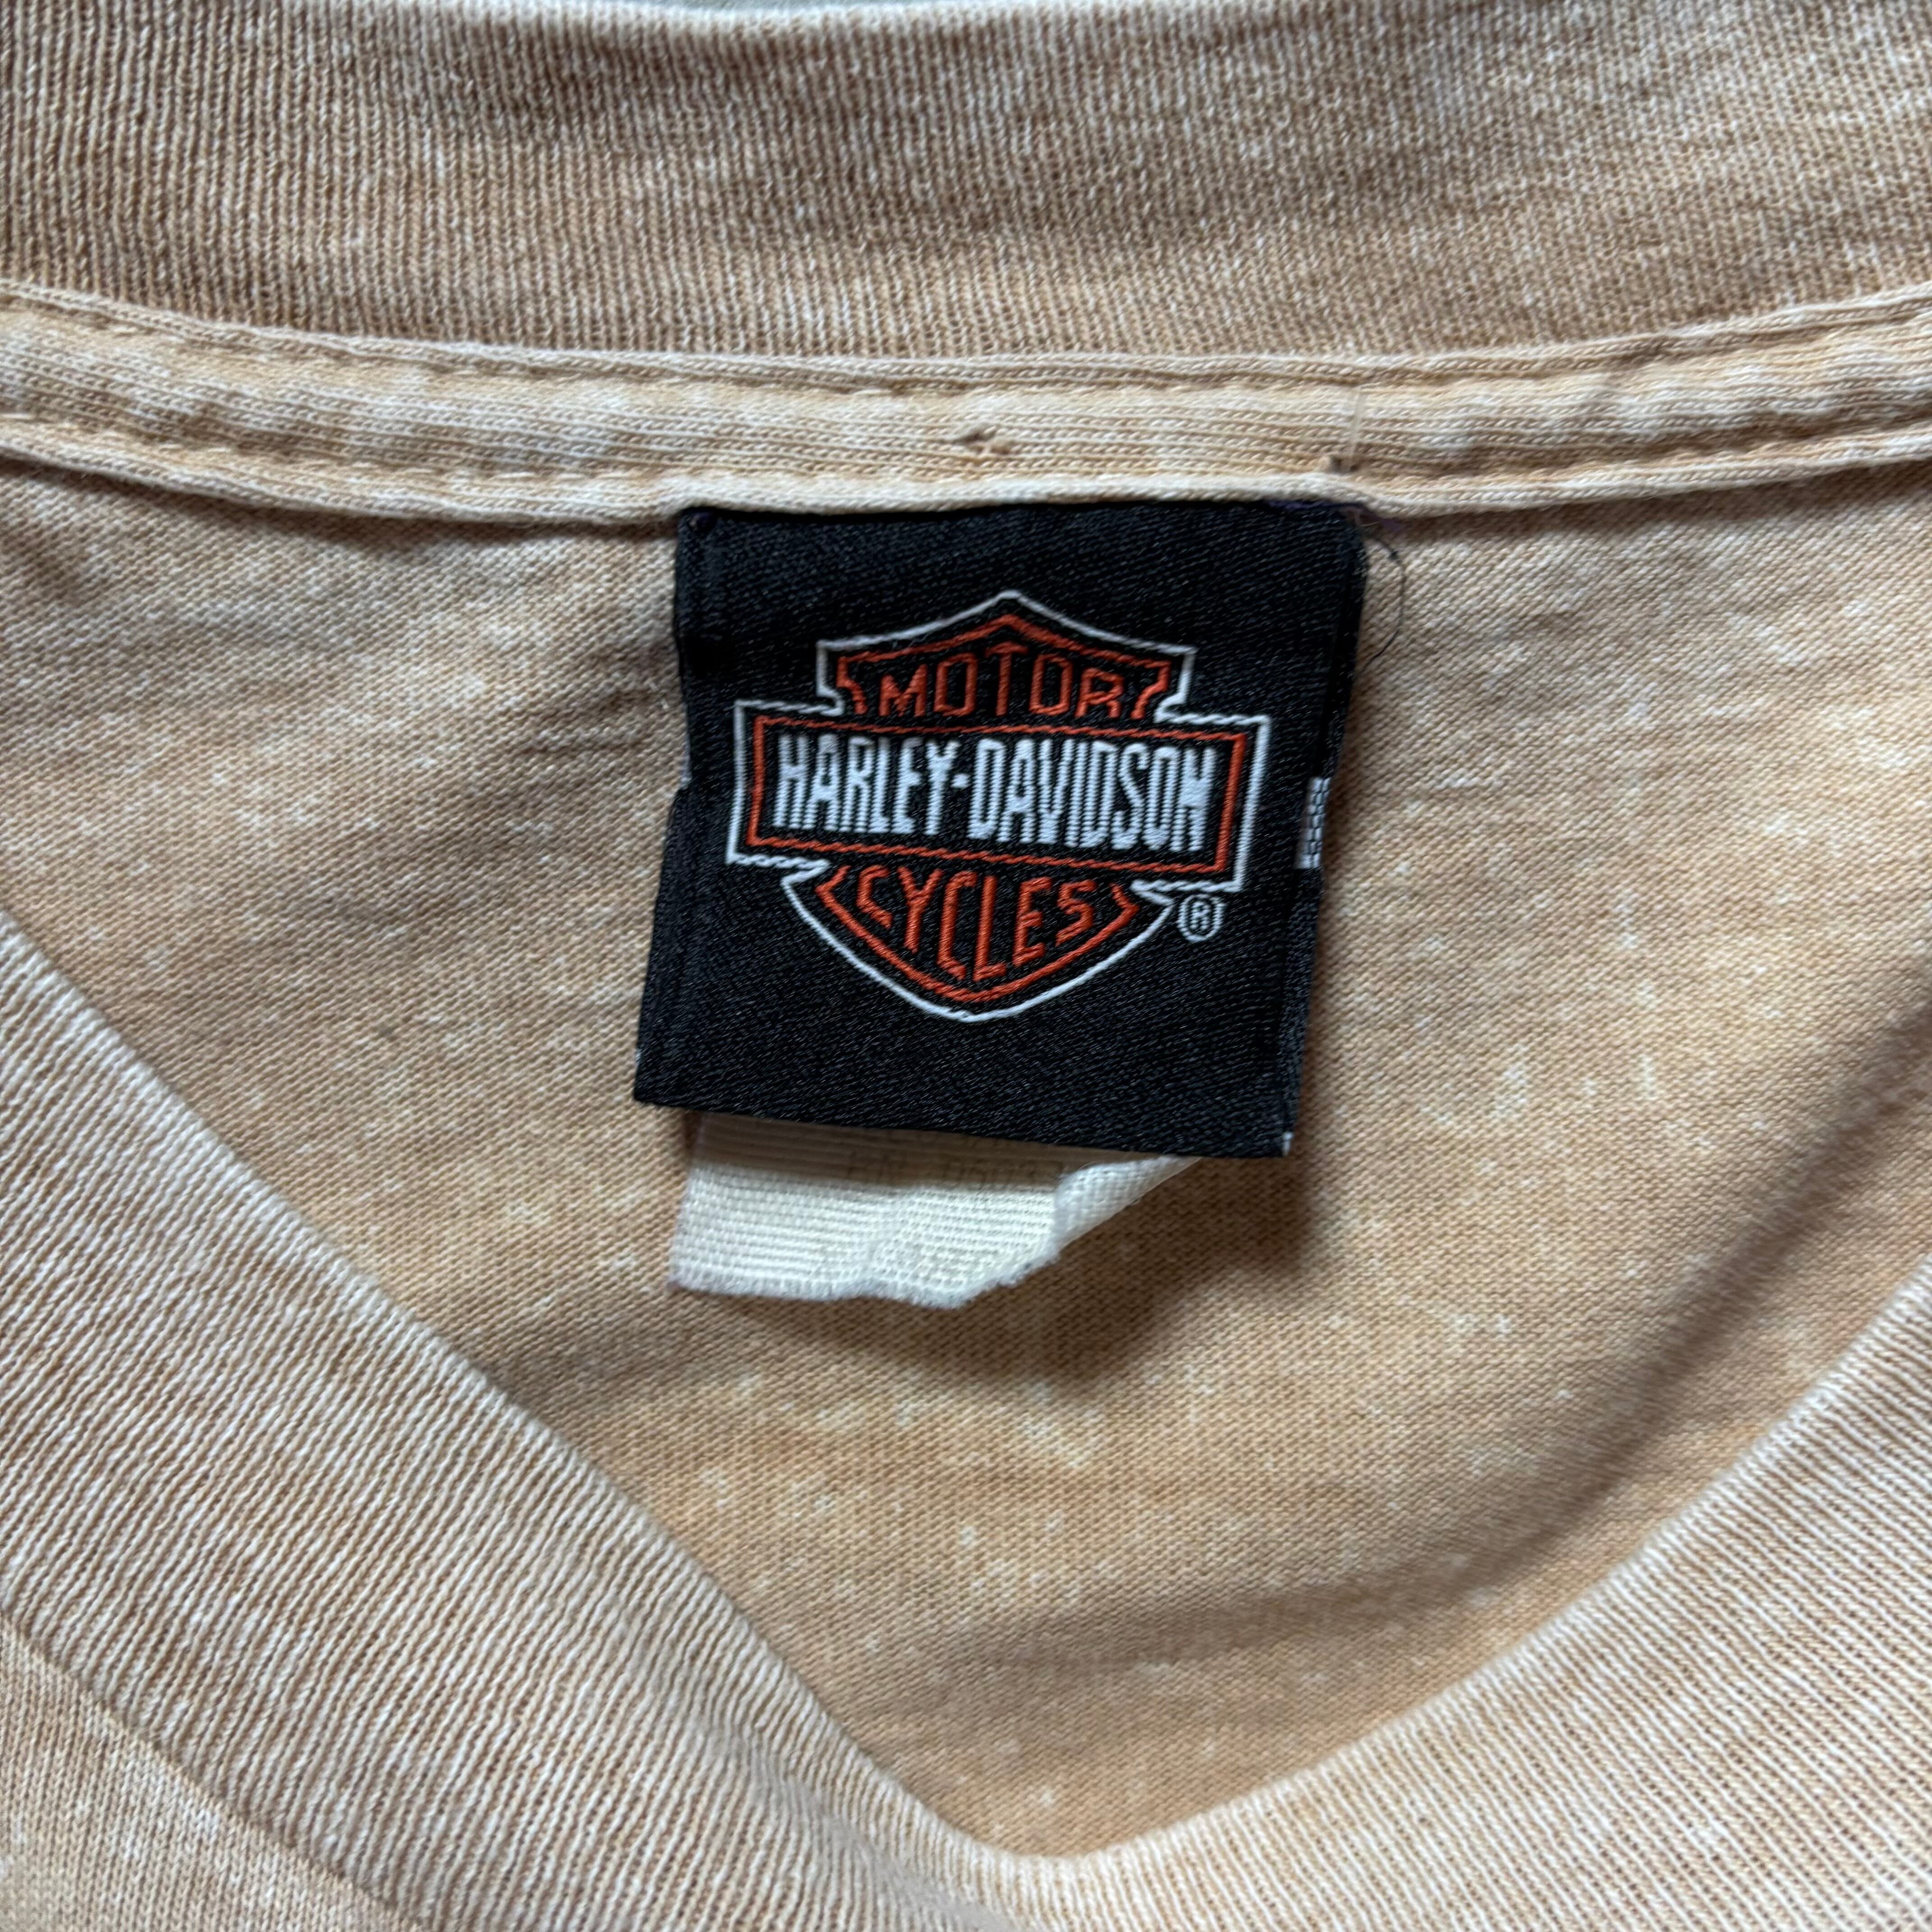 MOTOR
HARLEY-DAVIDSON
CYCLES
®